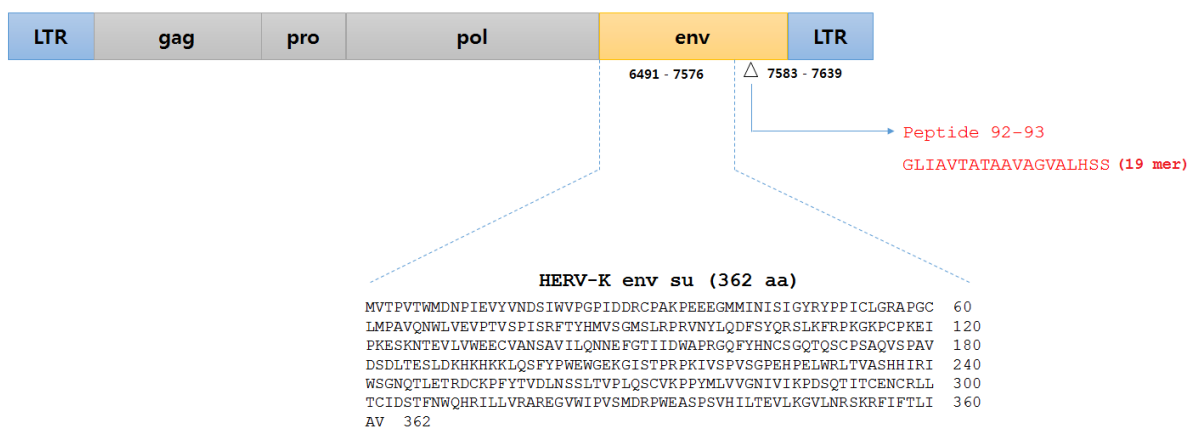 LTR gag pro pol env LTR
6491 - 7576 △ 7583 - 7639
Peptide 92-93
GLIAVTATAAVAGVALHSS (19 mer)
HERV-K env su (362 aa)
MVTPVTWMDNPIEVYVNDSIWVPGPIDDRCPAKPEEEGMMINISIGYRYPPICLGRAPGC 60
LMPAVQNWLVEVPTVSPISRFTYHMVSGMSLRPRVNYLQDFSYQRSLKFRPKGKPCPKEI 120
PKESKNTEVLVWEECVANSAVILQNNEFGTIIDWAPRGQFYHNCSGQTQSCPSAQVSPAV 180
DSDLTESLDKHKHKKLQSFYPWEWGEKGISTPRPKIVSPVSGPEHPELWRLTVASHHIRI 240
WSGNQTLETRDCKPFYTVDLNSSLTVPLQSCVKPPYMLVVGNIVIKPDSQTITCENCRLL 300
TCIDSTFNWQHRILLVRAREGVWIPVSMDRPWEASPSVHILTEVLKGVLNRSKRFIFTLI 360
AV 362